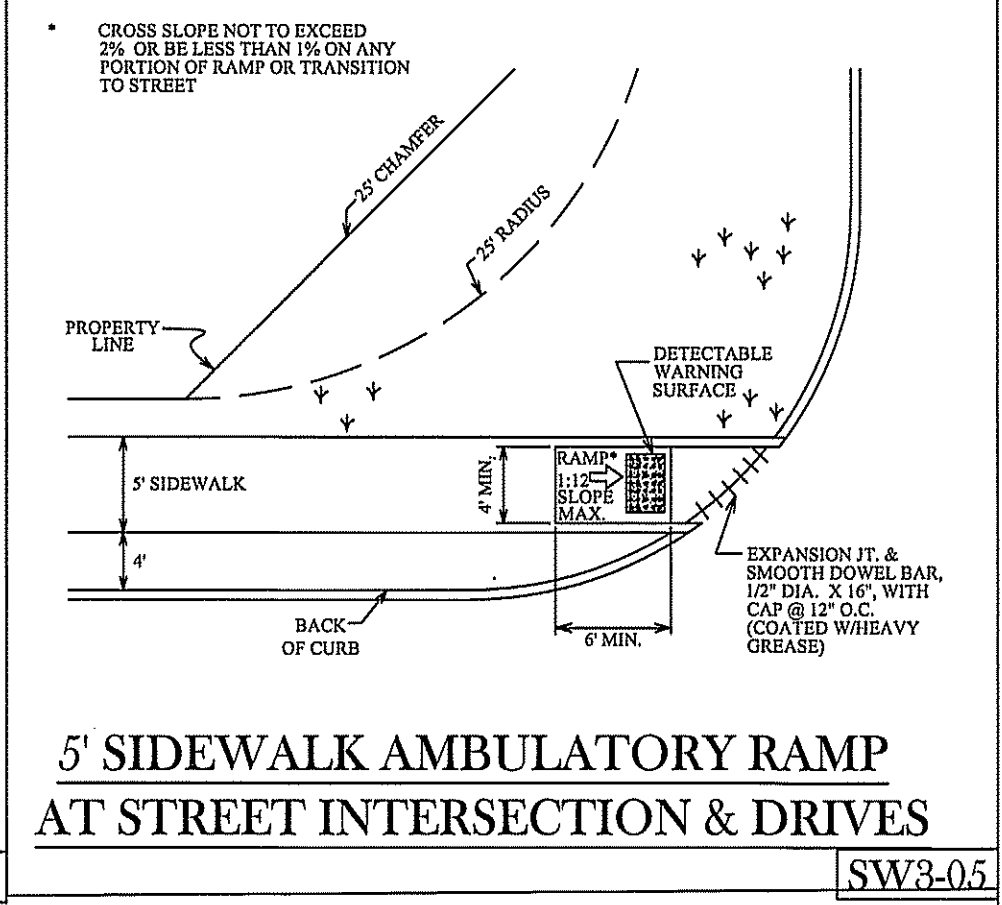 * CROSS SLOPE NOT TO EXCEED
2% OR BE LESS THAN 1% ON ANY
PORTION OF RAMP OR TRANSITION
TO STREET
25' CHAMFER
25' RADIUS
PROPERTY
LINE
DETECTABLE
WARNING
SURFACE
5' SIDEWALK
4' MIN.
RAMP*
1:12
SLOPE
MAX.
4'
EXPANSION JT. &
SMOOTH DOWEL BAR,
1/2" DIA. X 16", WITH
CAP @ 12" O.C.
(COATED W/HEAVY
GREASE)
BACK
OF CURB
6' MIN.
5' SIDEWALK AMBULATORY RAMP
AT STREET INTERSECTION & DRIVES
SW3-05